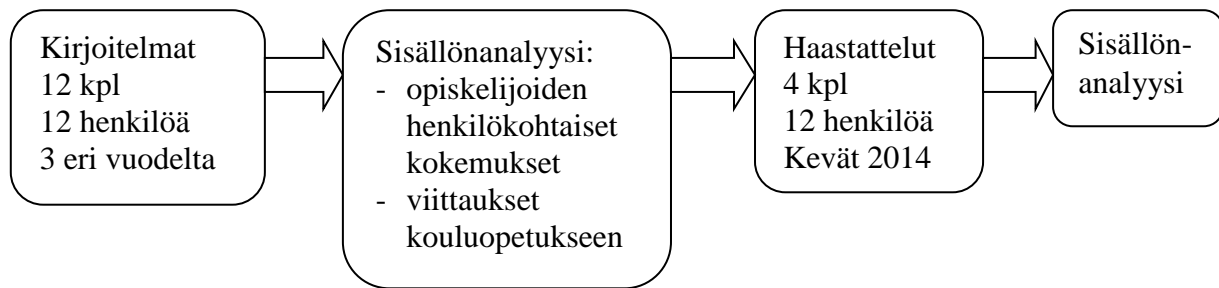 Kirjoitelmat
12 kpl
12 henkilöä
3 eri vuodelta
Sisällönanalyysi:
- opiskelijoiden
henkilökohtaiset
kokemukset
- viittaukset
kouluopetukseen
Haastattelut
4 kpl
12 henkilöä
Kevät 2014
Sisällön-
analyysi